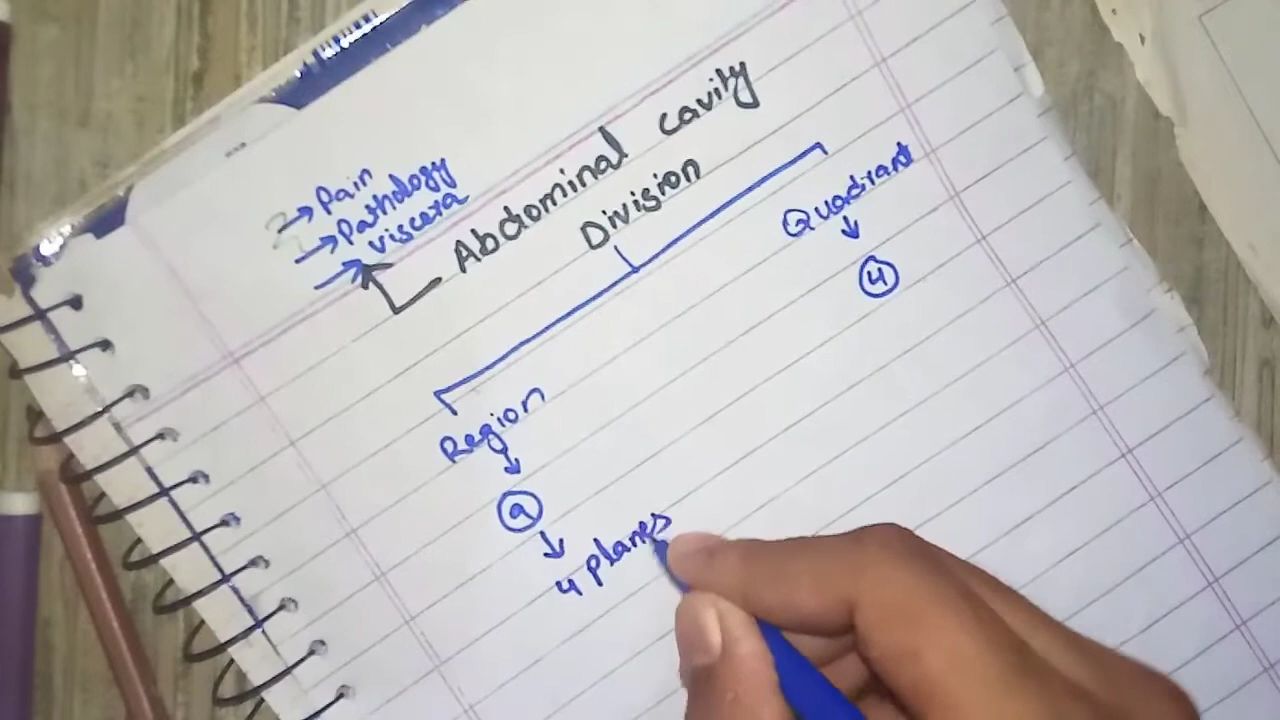 → Pain
→ Pathology
→ viscera
Abdominal cavity
Division
Quadrant
↓
4
Region
↓
9
↓
4 planes